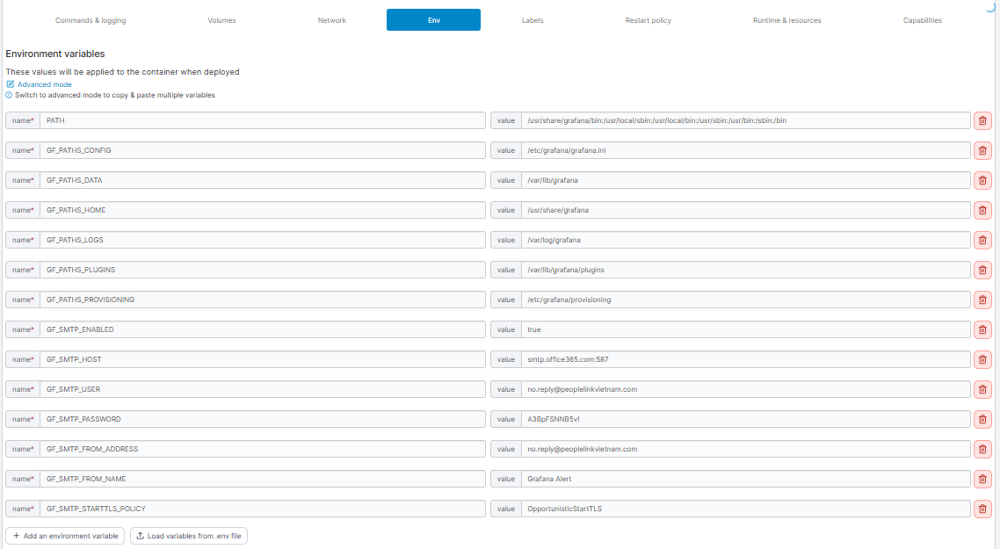 Commands & logging Volumes Network Env Labels Restart policy Runtime & resources Capabilities
Environment variables
These values will be applied to the container when deployed
Advanced mode
Switch to advanced mode to copy & paste multiple variables
name* PATH value /usr/share/grafana/bin:/usr/local/sbin:/usr/local/bin:/usr/sbin:/usr/bin:/sbin:/bin
name* GF_PATHS_CONFIG value /etc/grafana/grafana.ini
name* GF_PATHS_DATA value /var/lib/grafana
name* GF_PATHS_HOME value /usr/share/grafana
name* GF_PATHS_LOGS value /var/log/grafana
name* GF_PATHS_PLUGINS value /var/lib/grafana/plugins
name* GF_PATHS_PROVISIONING value /etc/grafana/provisioning
name* GF_SMTP_ENABLED value true
name* GF_SMTP_HOST value smtp.office365.com:587
name* GF_SMTP_USER value no.reply@peoplelinkvietnam.com
name* GF_SMTP_PASSWORD value A3BpFSNNB5v!
name* GF_SMTP_FROM_ADDRESS value no.reply@peoplelinkvietnam.com
name* GF_SMTP_FROM_NAME value Grafana Alert
name* GF_SMTP_STARTTLS_POLICY value OpportunisticStartTLS
Add an environment variable Load variables from .env file